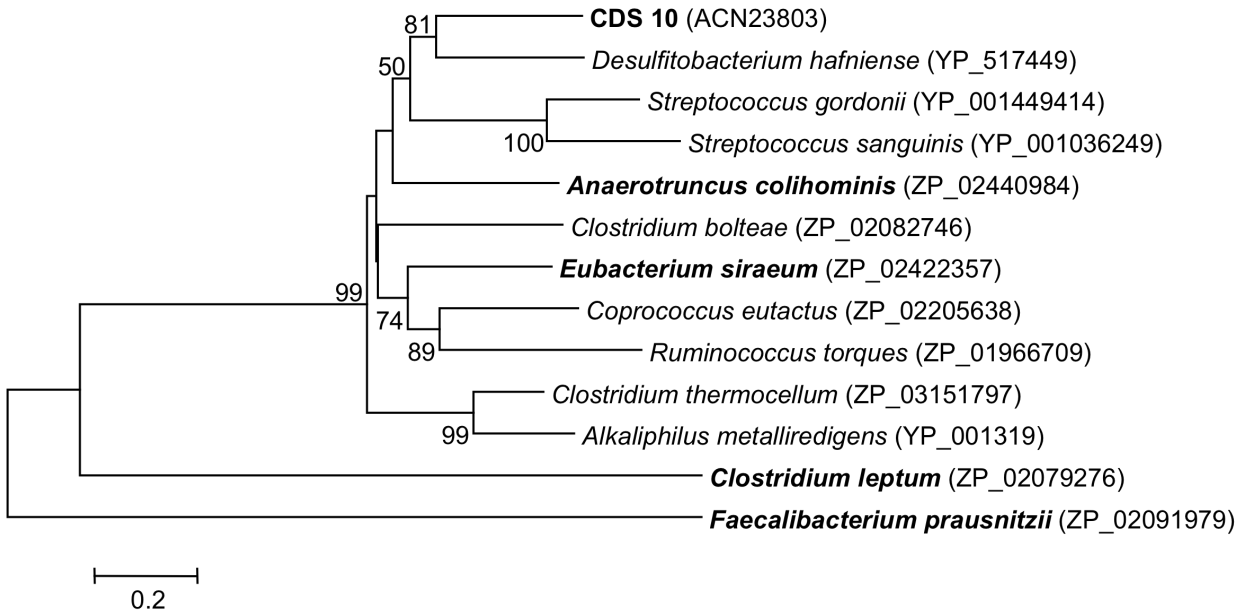 81
CDS 10 (ACN23803)
50
Desulfitobacterium hafniense (YP_517449)
Streptococcus gordonii (YP_001449414)
100
Streptococcus sanguinis (YP_001036249)
Anaerotruncus colihominis (ZP_02440984)
Clostridium bolteae (ZP_02082746)
Eubacterium siraeum (ZP_02422357)
99
Coprococcus eutactus (ZP_02205638)
74
89
Ruminococcus torques (ZP_01966709)
Clostridium thermocellum (ZP_03151797)
99
Alkaliphilus metalliredigens (YP_001319)
Clostridium leptum (ZP_02079276)
Faecalibacterium prausnitzii (ZP_02091979)
0.2